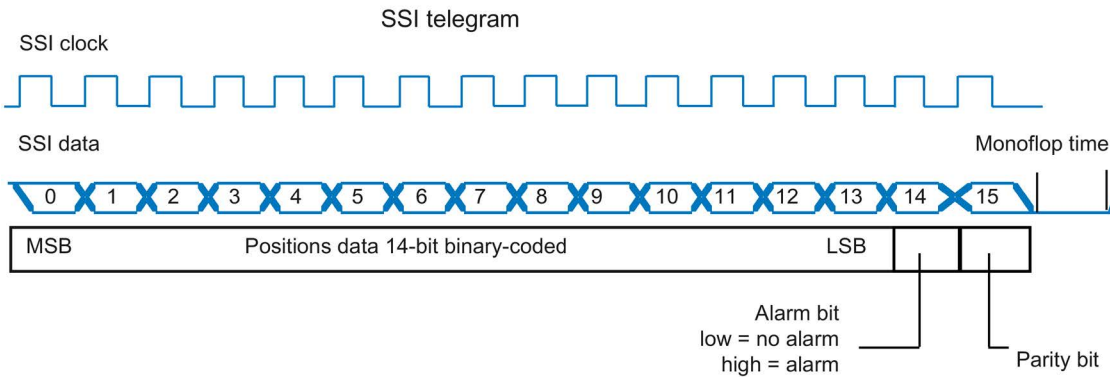 SSI telegram
SSI clock
SSI data
Monoflop time
0 1 2 3 4 5 6 7 8 9 10 11 12 13 14 15
MSB Positions data 14-bit binary-coded LSB
Alarm bit
low = no alarm
high = alarm
Parity bit